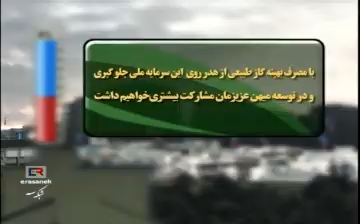 با مصرف بهینه گاز طبیعی از هدر روی این سرمایه ملی جلوگیری
و در توسعه میهن عزیزمان مشارکت بیشتری خواهیم داشت
erasaneh